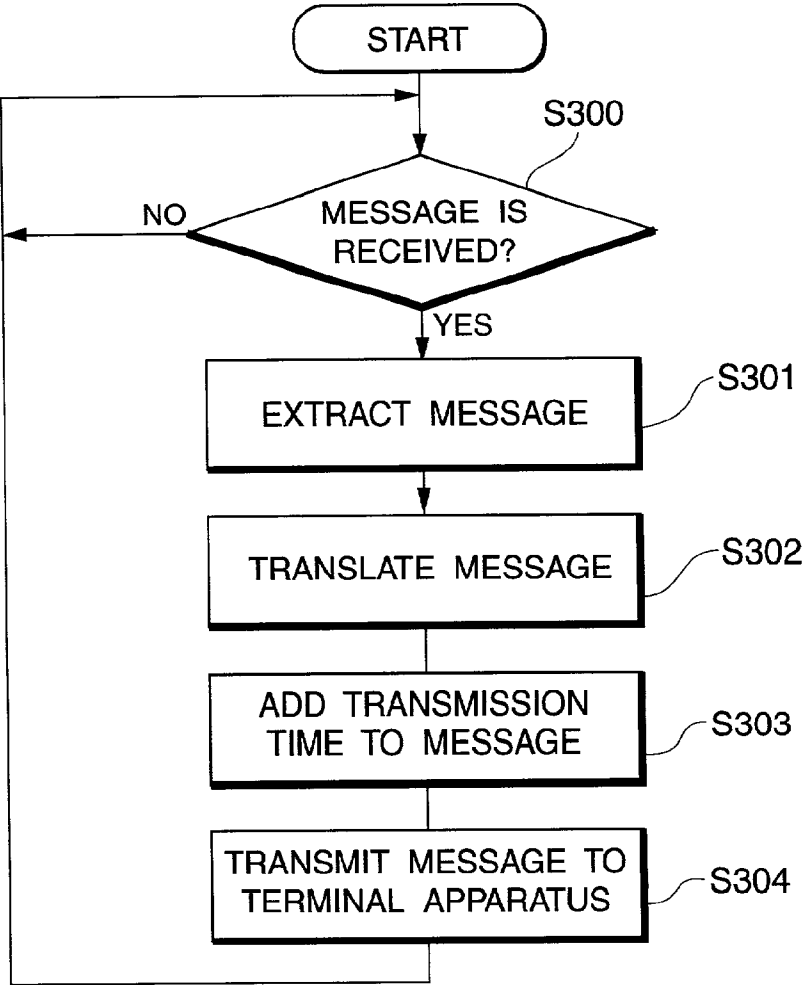 START
S300
MESSAGE IS
RECEIVED?
NO
YES
EXTRACT MESSAGE
S301
TRANSLATE MESSAGE
S302
ADD TRANSMISSION
TIME TO MESSAGE
S303
TRANSMIT MESSAGE TO
TERMINAL APPARATUS
S304